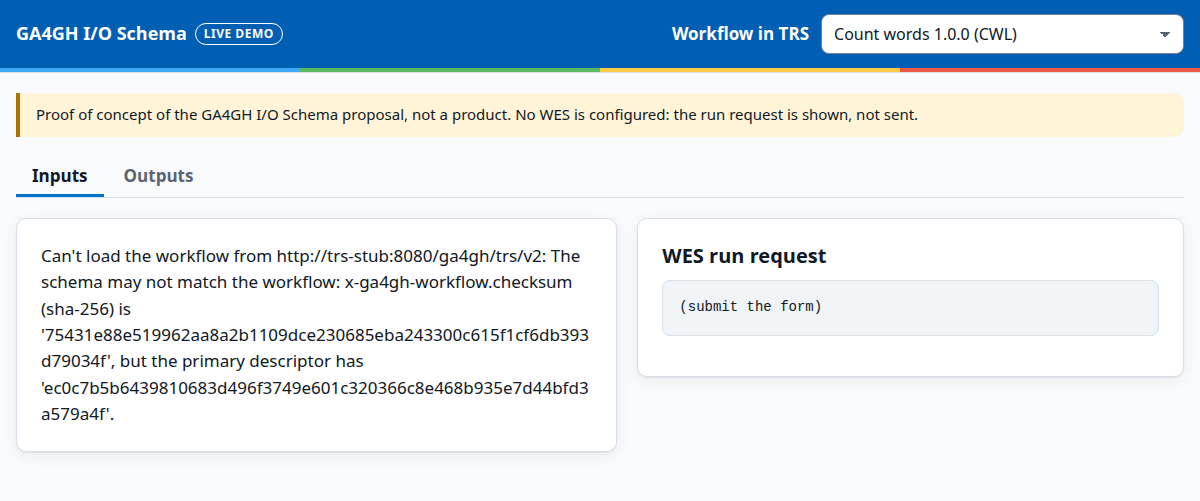 GA4GH I/O Schema
LIVE DEMO
Workflow in TRS
Count words 1.0.0 (CWL)
Proof of concept of the GA4GH I/O Schema proposal, not a product. No WES is configured: the run request is shown, not sent.
Inputs
Outputs
Can't load the workflow from http://trs-stub:8080/ga4gh/trs/v2: The
schema may not match the workflow: x-ga4gh-workflow.checksum
(sha-256) is
'75431e88e519962aa8a2b1109dce230685eba243300c615f1cf6db393
d79034f', but the primary descriptor has
'ec0c7b5b6439810683d496f3749e601c320366c8e468b935e7d44bfd3
a579a4f'.
WES run request
(submit the form)